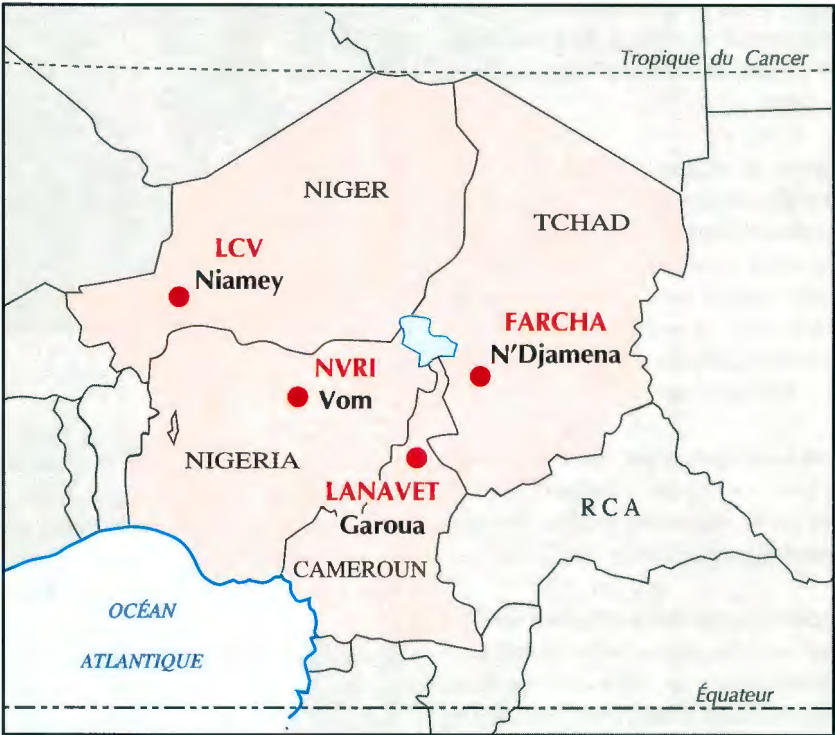 Tropique du Cancer
NIGER
TCHAD
LCV
Niamey
FARCHA
N'Djamena
NVRI
Vom
NIGERIA
LANAVET
Garoua
RCA
CAMEROUN
OCÉAN
ATLANTIQUE
Équateur